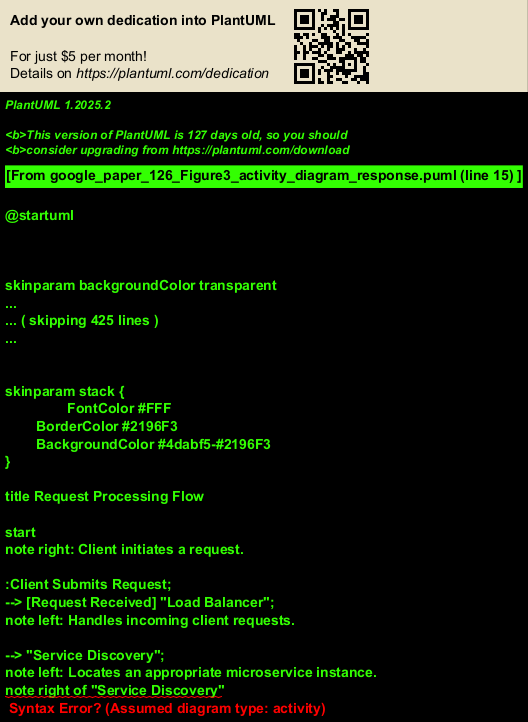 Add your own dedication into PlantUML
For just $5 per month!
Details on https://plantuml.com/dedication
PlantUML 1.2025.2
<b>This version of PlantUML is 127 days old, so you should
<b>consider upgrading from https://plantuml.com/download
[From google_paper_126_Figure3_activity_diagram_response.puml (line 15) ]
@startuml
skinparam backgroundColor transparent
...
... ( skipping 425 lines )
...
skinparam stack {
FontColor #FFF
BorderColor #2196F3
BackgroundColor #4dabf5-#2196F3
}
title Request Processing Flow
start
note right: Client initiates a request.
:Client Submits Request;
--> [Request Received] "Load Balancer";
note left: Handles incoming client requests.
--> "Service Discovery";
note left: Locates an appropriate microservice instance.
note right of "Service Discovery"
Syntax Error? (Assumed diagram type: activity)